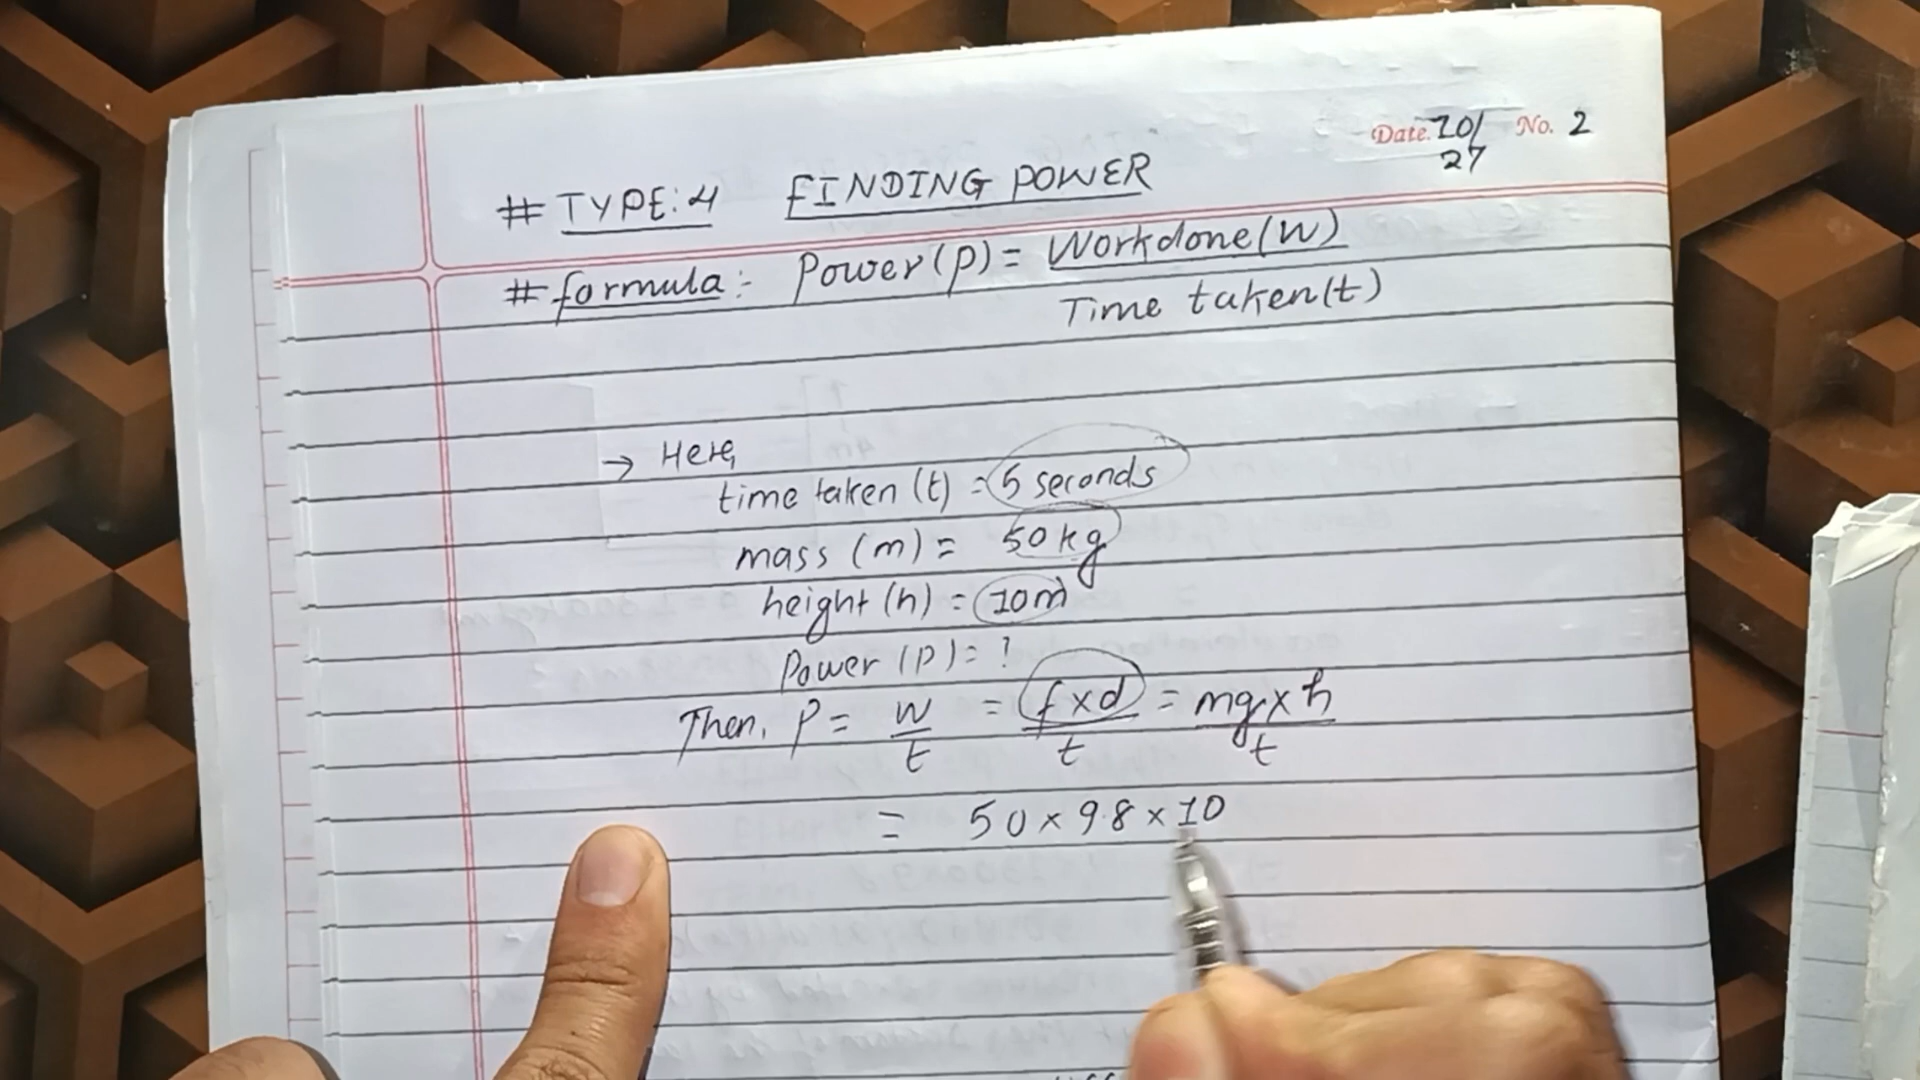 Date. 10/ No. 2
27
# TYPE: 4 FINDING POWER
# formula :- Power (p) = Workdone (W)
Time taken (t)
→ Here,
time taken (t) = 5 seconds
mass (m) = 50 kg
height (h) = 10m
Power (p) = ?
Then, P = w = f x d = mg x h
t t t
= 50 x 9.8 x 10